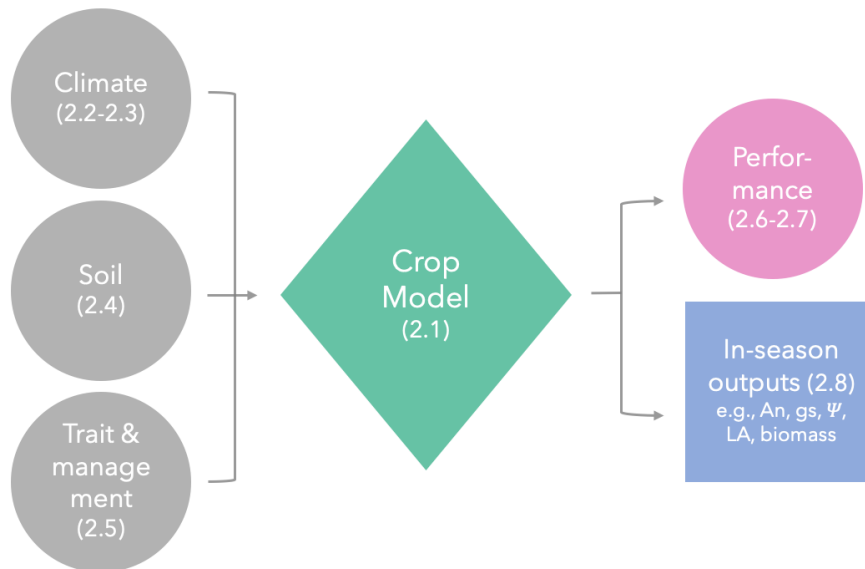 Climate
(2.2-2.3)
Soil
(2.4)
Trait &
manage
ment
(2.5)
Crop
Model
(2.1)
Perfor-
mance
(2.6-2.7)
In-season
outputs (2.8)
e.g., An, gs, Ψ,
LA, biomass